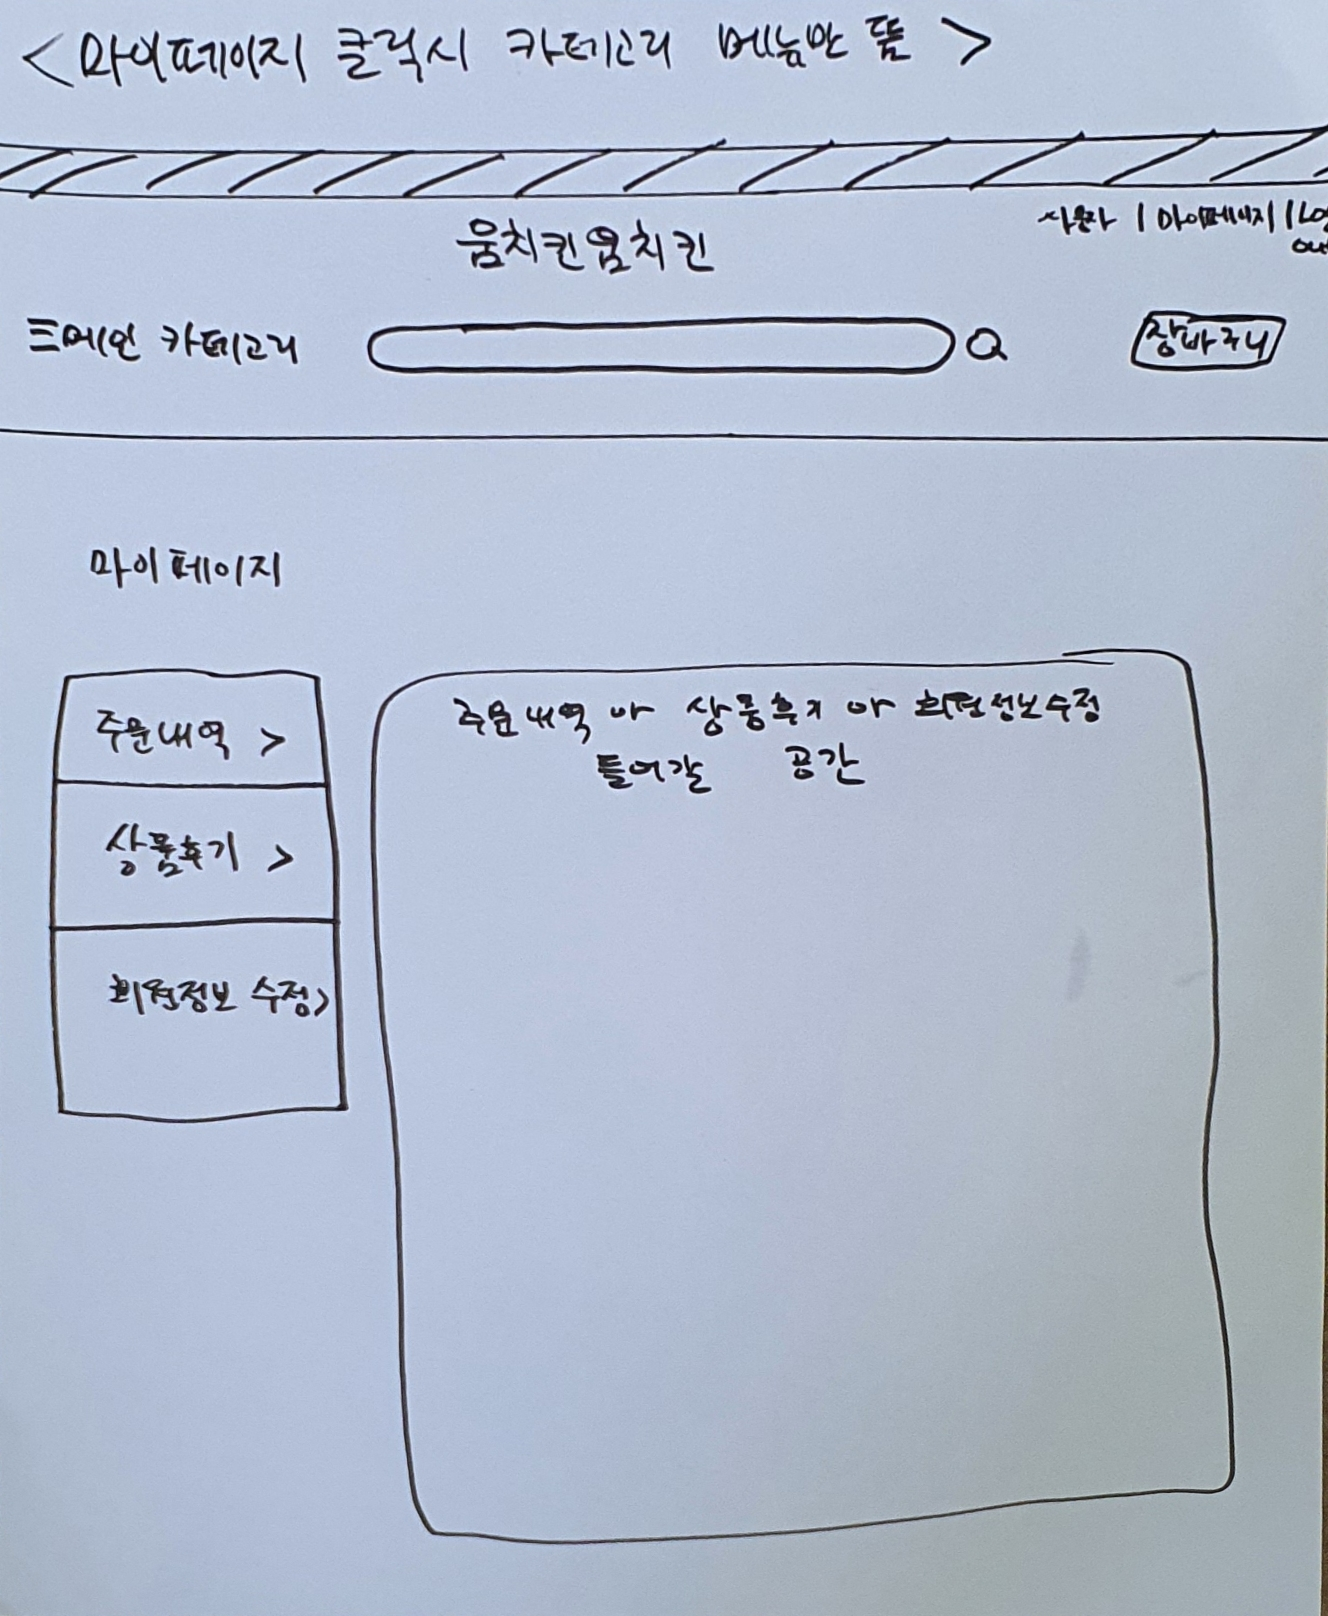 <마이페이지 클릭시 카테고리 메뉴만 뜸>
움치킨움치킨
사용자 | 마이페이지 | Log out
메인 카테고리
장바구니
마이페이지
주문내역 >
상품후기 >
회원정보 수정>
주문내역 아 상품후기 아 회원정보수정
들어갈 공간